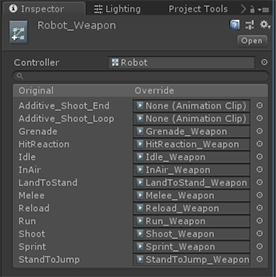 Inspector Lighting Project Tools
Robot_Weapon
Open
Controller Robot
Original Override
Additive_Shoot_End None (Animation Clip)
Additive_Shoot_Loop None (Animation Clip)
Grenade Grenade_Weapon
HitReaction HitReaction_Weapon
Idle Idle_Weapon
InAir InAir_Weapon
LandToStand LandToStand_Weapon
Melee Melee_Weapon
Reload Reload_Weapon
Run Run_Weapon
Shoot Shoot_Weapon
Sprint Sprint_Weapon
StandToJump StandToJump_Weapon